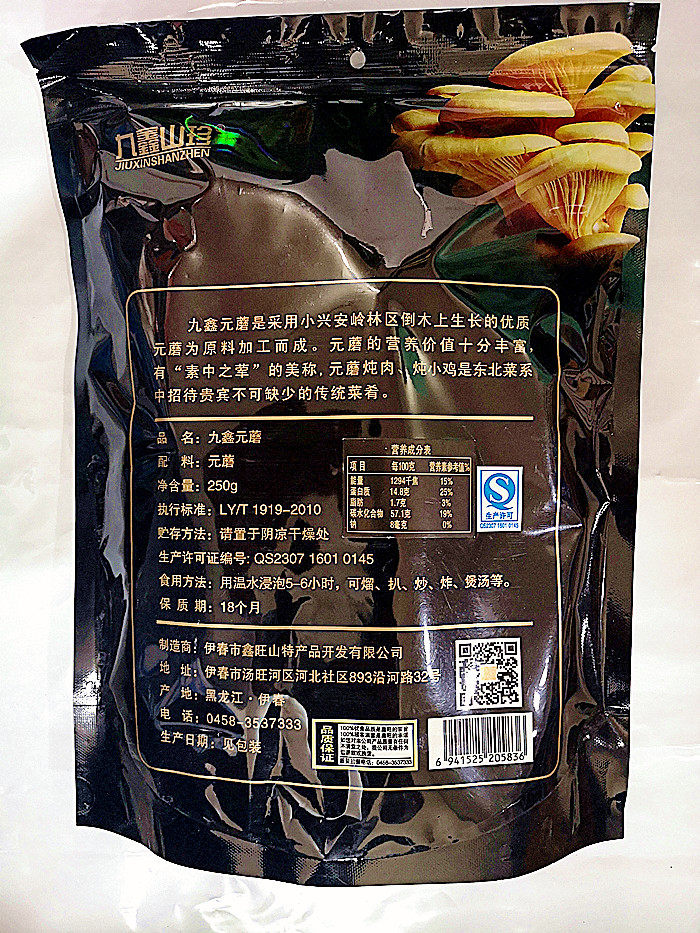 九鑫山珍
JIUXINSHANZHEN
九鑫元蘑是采用小兴安岭林区倒木上生长的优质
元蘑为原料加工而成。元蘑的营养价值十分丰富,
有“素中之荤”的美称,元蘑炖肉、炖小鸡是东北菜系
中招待贵宾不可缺少的传统菜肴。
品 名：九鑫元蘑
配 料：元蘑
净含量：250g
执行标准：LY/T 1919-2010
贮存方法：请置于阴凉干燥处
生产许可证编号：QS2307 1601 0145
食用方法：用温水浸泡5-6小时，可熘、扒、炒、炸、煲汤等。
保 质 期：18个月
营养成分表
项目 每100克 营养素参考值%
能量 1294千焦 15%
蛋白质 14.8克 25%
脂肪 1.7克 3%
碳水化合物 57.1克 19%
钠 8毫克 0%
生产许可
QS2307 1601 0145
制造商：伊春市鑫旺山特产品开发有限公司
地 址：伊春市汤旺河区河北社区893沿河路32号
产 地：黑龙江·伊春
电 话：0458-3537333
生产日期：见包装
品质保证
6 941525 205836